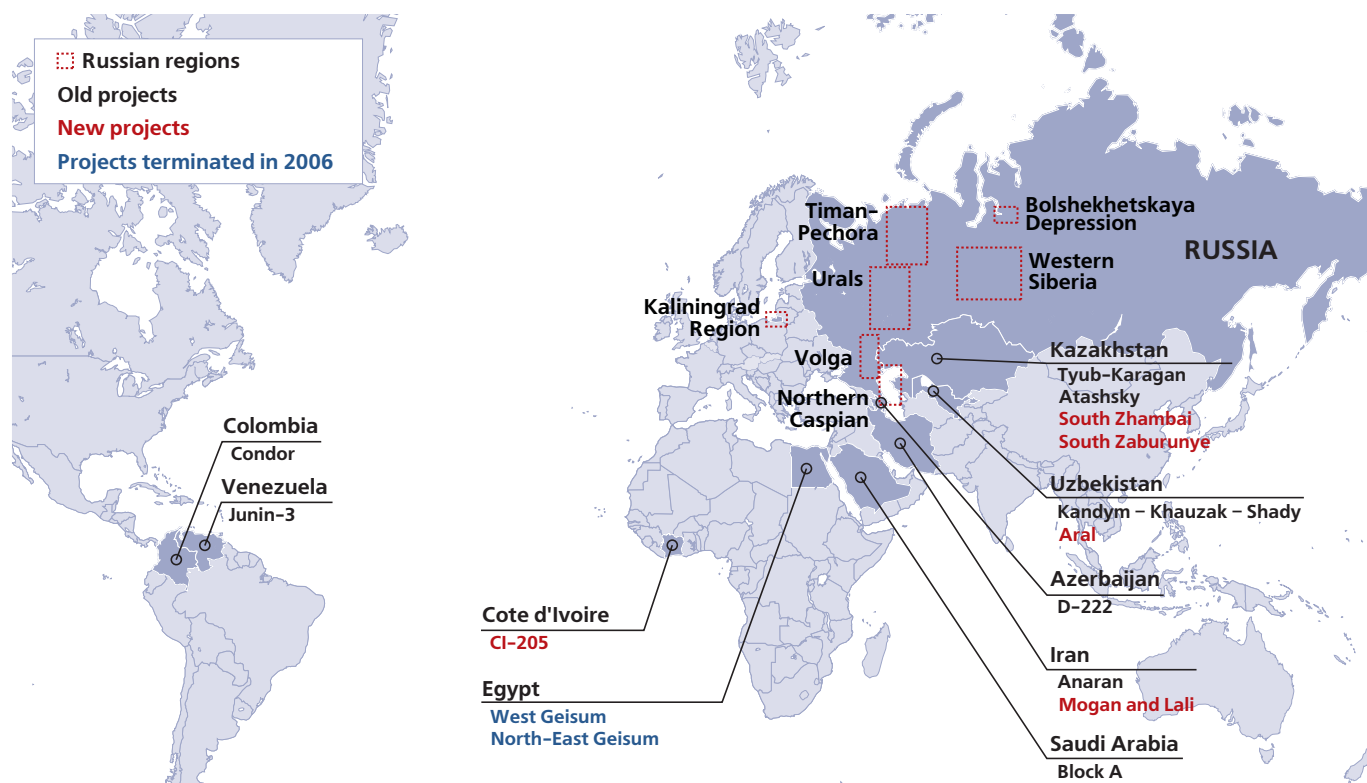 Russian regions
Old projects
New projects
Projects terminated in 2006
Timan-
Pechora
Bolshekhetskaya
Depression
RUSSIA
Urals
Western
Siberia
Kaliningrad
Region
Volga
Northern
Caspian
Kazakhstan
Tyub-Karagan
Atashsky
South Zhambai
South Zaburunye
Colombia
Condor
Venezuela
Junin-3
Uzbekistan
Kandym – Khauzak – Shady
Aral
Azerbaijan
D-222
Cote d'Ivoire
CI-205
Iran
Anaran
Mogan and Lali
Egypt
West Geisum
North-East Geisum
Saudi Arabia
Block A